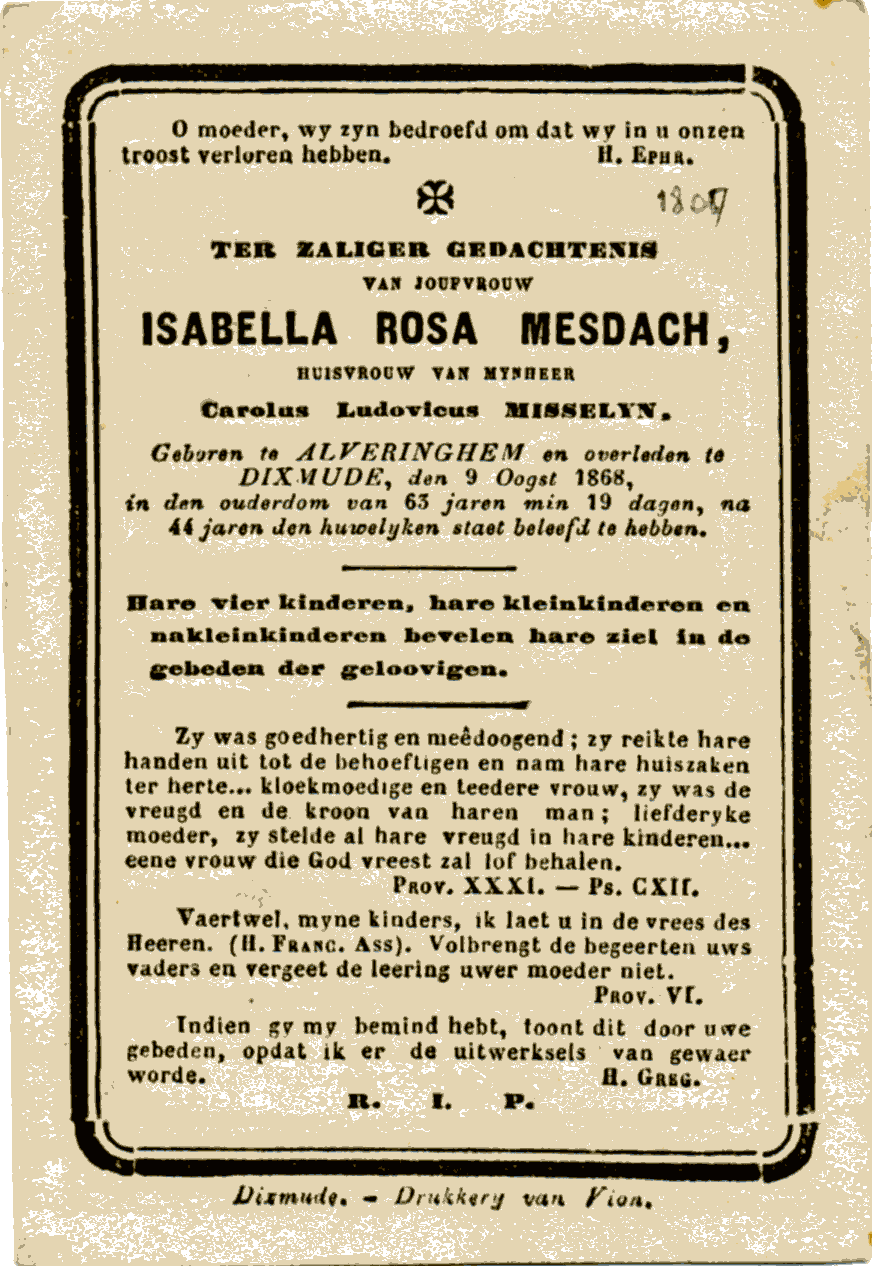 O moeder, wy zyn bedroefd om dat wy in u onzen
troost verloren hebben. H. EPHR.
1807
TER ZALIGER GEDACHTENIS
VAN JOUFVROUW
ISABELLA ROSA MESDACH,
HUISVROUW VAN MYNHEER
Carolus Ludovicus MISSELYN.
Geboren te ALVERINGHEM en overleden te
DIXMUDE, den 9 Oogst 1868,
in den ouderdom van 63 jaren min 19 dagen, na
44 jaren den huwelyken staet beleefd te hebben.
Hare vier kinderen, hare kleinkinderen en
nakleinkinderen bevelen hare ziel in de
gebeden der geloovigen.
Zy was goedhertig en meêdoogend ; zy reikte hare
handen uit tot de behoeftigen en nam hare huiszaken
ter herte... kloekmoedige en teedere vrouw, zy was de
vreugd en de kroon van haren man ; liefderyke
moeder, zy stelde al hare vreugd in hare kinderen...
eene vrouw die God vreest zal lof behalen.
PROV. XXXI. — Ps. CXII.
Vaertwel, myne kinders, ik laet u in de vrees des
Heeren. (H. FRANC. Ass). Volbrengt de begeerten uws
vaders en vergeet de leering uwer moeder niet.
PROV. VI.
Indien gy my bemind hebt, toont dit door uwe
gebeden, opdat ik er de uitwerksels van gewaer
worde. H. GREG.
R. I. P.
Dixmude. - Drukkery van Vion.